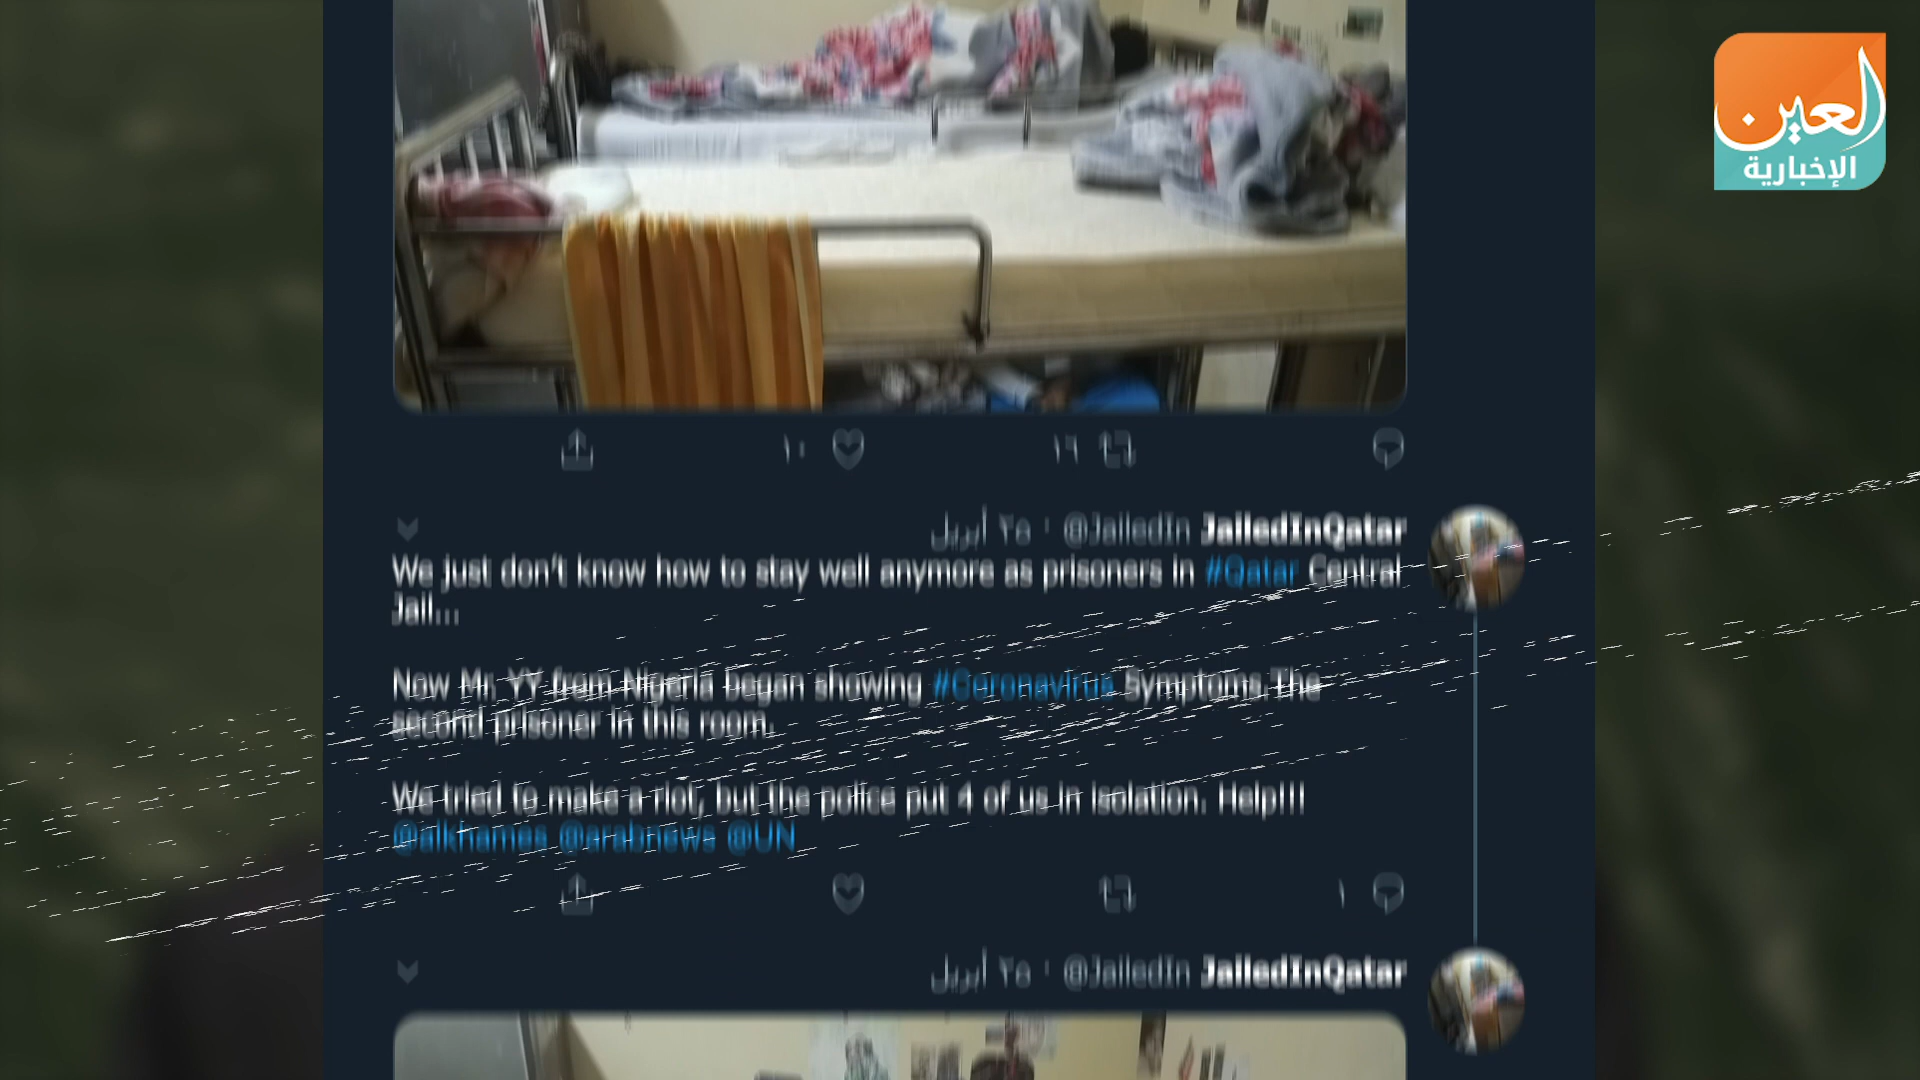 العين
الإخبارية
١٠
١٩
JailedInQatar @JailedIn · ٢٥ أبريل
We just don't know how to stay well anymore as prisoners in #Qatar Central
Jail...
Now Mr. YY from Nigeria began showing #Coronavirus Symptoms.The
second prisoner in this room.
We tried to make a riot, but the police put 4 of us in isolation. Help!!!
@alkhames @arabnews @UN
١
JailedInQatar @JailedIn · ٢٥ أبريل